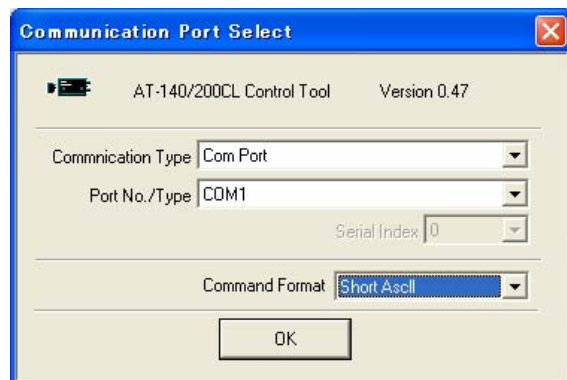 Communication Port Select
AT-140/200CL Control Tool Version 0.47
Commnication Type Com Port
Port No./Type COM1
Serial Index 0
Command Format Short AscII
OK